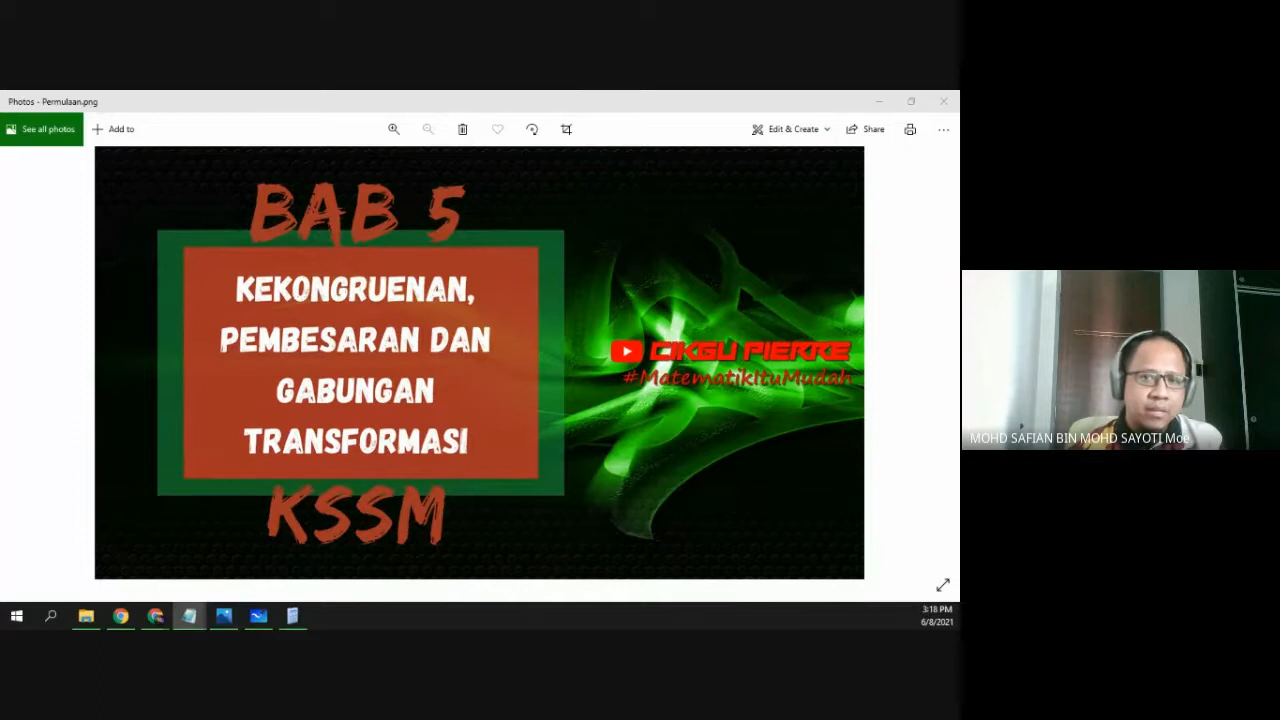 Photos - Permulaan.png
See all photos
Add to
Edit & Create
Share
BAB 5
KEKONGRUENAN,
PEMBESARAN DAN
GABUNGAN
TRANSFORMASI
KSSM
CIKGU PIERRE
#MatematikItuMudah
MOHD SAFIAN BIN MOHD SAYOTI Moe
3:18 PM
6/8/2021